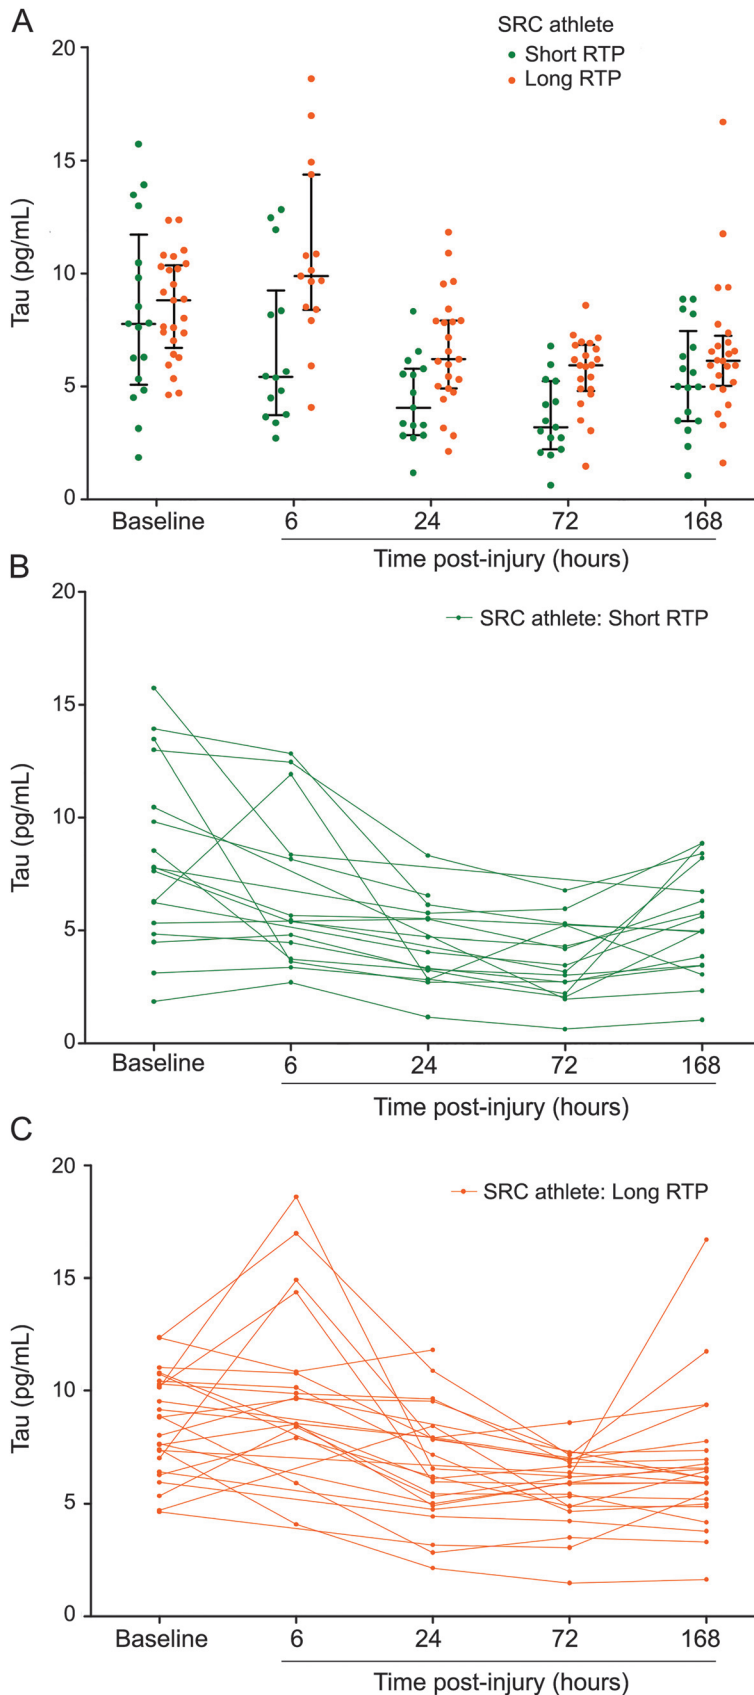 A
SRC athlete
Short RTP
Long RTP
20
15
10
5
0
Tau (pg/mL)
Baseline 6 24 72 168
Time post-injury (hours)
B
SRC athlete: Short RTP
20
15
10
5
0
Tau (pg/mL)
Baseline 6 24 72 168
Time post-injury (hours)
C
SRC athlete: Long RTP
20
15
10
5
0
Tau (pg/mL)
Baseline 6 24 72 168
Time post-injury (hours)